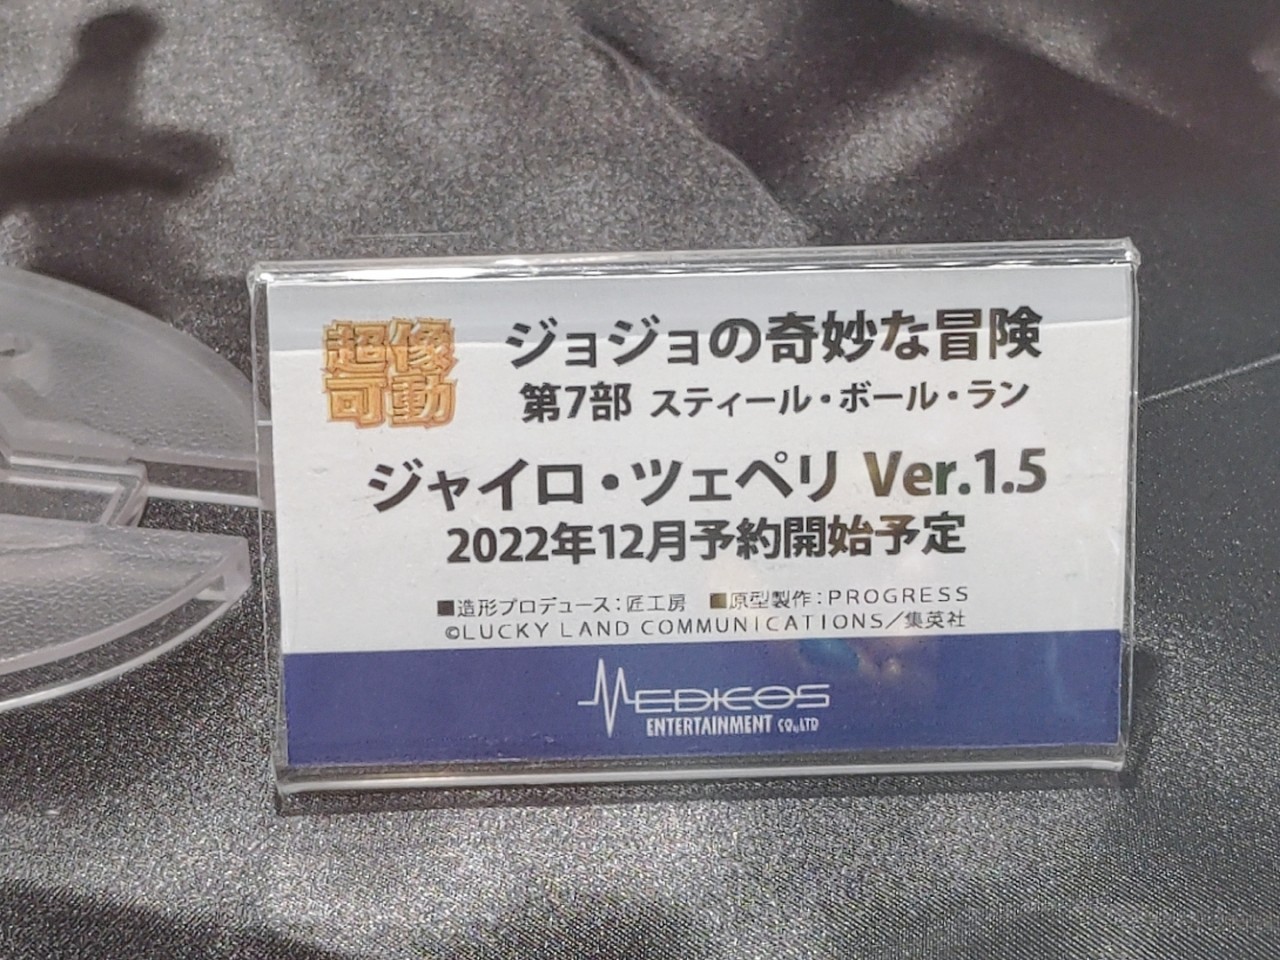 超像
可動
ジョジョの奇妙な冒険
第7部 スティール・ボール・ラン
ジャイロ・ツェペリ Ver.1.5
2022年12月予約開始予定
■造形プロデュース：匠工房 ■原型製作：PROGRESS
©LUCKY LAND COMMUNICATIONS／集英社
MEDICOS
ENTERTAINMENT CO.,LTD